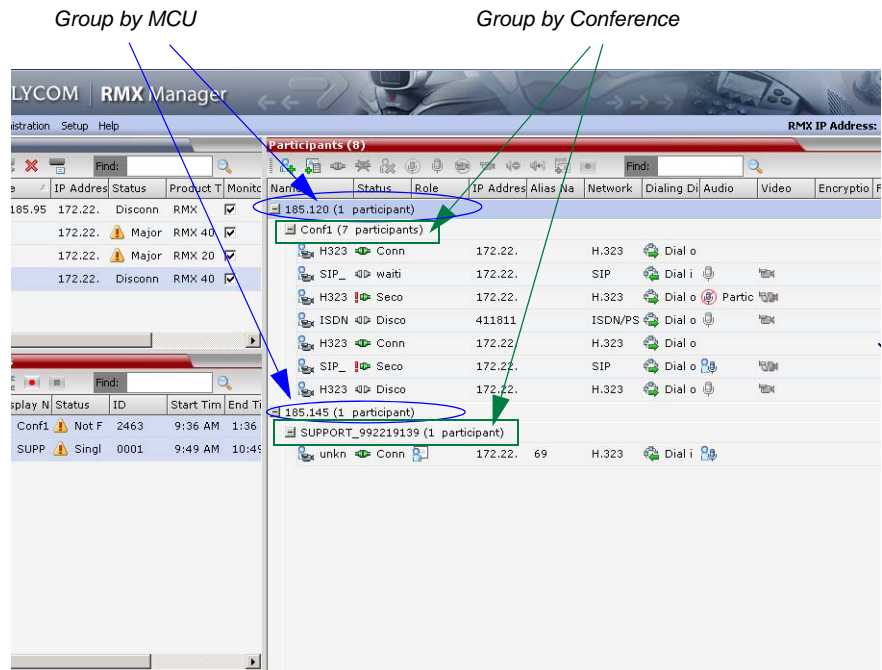 Group by MCU Group by Conference
LYCOM | RMX Manager
istration Setup Help RMX IP Address:
Participants (8)
Find: Find:
IP Addres Status Product T Monito Name Status Role IP Addres Alias Na Network Dialing Di Audio Video Encryptio
185.95 172.22. Disconn RMX 185.120 (1 participant)
172.22. Major RMX 40 Conf1 (7 participants)
172.22. Major RMX 20 H323 Conn 172.22. H.323 Dial o
172.22. Disconn RMX 40 SIP_ waiti 172.22. SIP Dial i
H323 Seco 172.22. H.323 Dial o Partic
ISDN Disco 411811 ISDN/PS Dial o
H323 Conn 172.22. H.323 Dial o
SIP_ Seco 172.22. SIP Dial o
Find: H323 Disco 172.22. H.323 Dial o
splay N Status ID Start Tim End Ti 185.145 (1 participant)
Conf1 Not F 2463 9:36 AM 1:36 SUPPORT_992219139 (1 participant)
SUPP Singl 0001 9:49 AM 10:49 unkn Conn 172.22. 69 H.323 Dial i